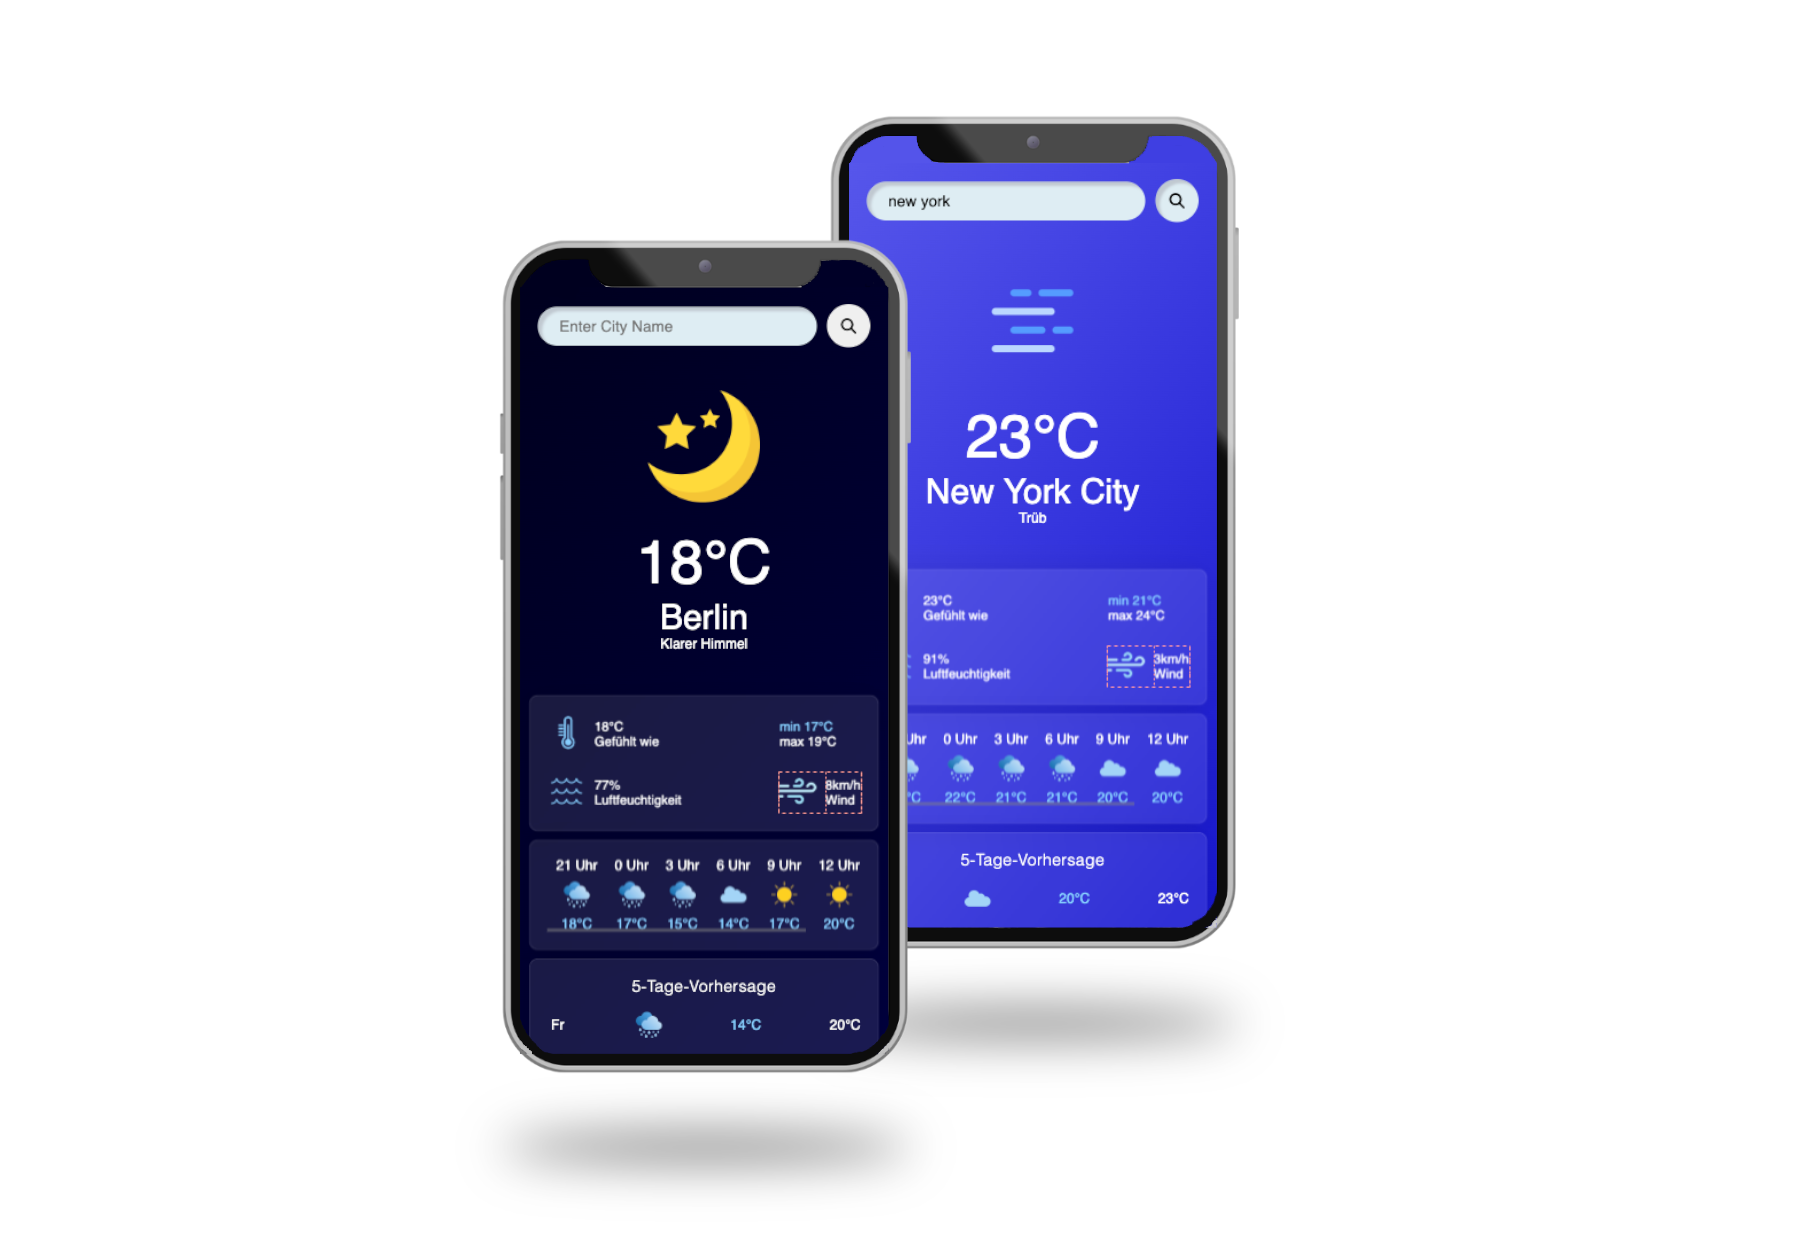 Enter City Name
18°C
Berlin
Klarer Himmel
18°C
Gefühlt wie
min 17°C
max 19°C
77%
Luftfeuchtigkeit
8km/h
Wind
21 Uhr 0 Uhr 3 Uhr 6 Uhr 9 Uhr 12 Uhr
18°C 17°C 15°C 14°C 17°C 20°C
5-Tage-Vorhersage
Fr 14°C 20°C
new york
23°C
New York City
Trüb
23°C
Gefühlt wie
min 21°C
max 24°C
91%
Luftfeuchtigkeit
3km/h
Wind
Uhr 0 Uhr 3 Uhr 6 Uhr 9 Uhr 12 Uhr
°C 22°C 21°C 21°C 20°C 20°C
5-Tage-Vorhersage
20°C 23°C